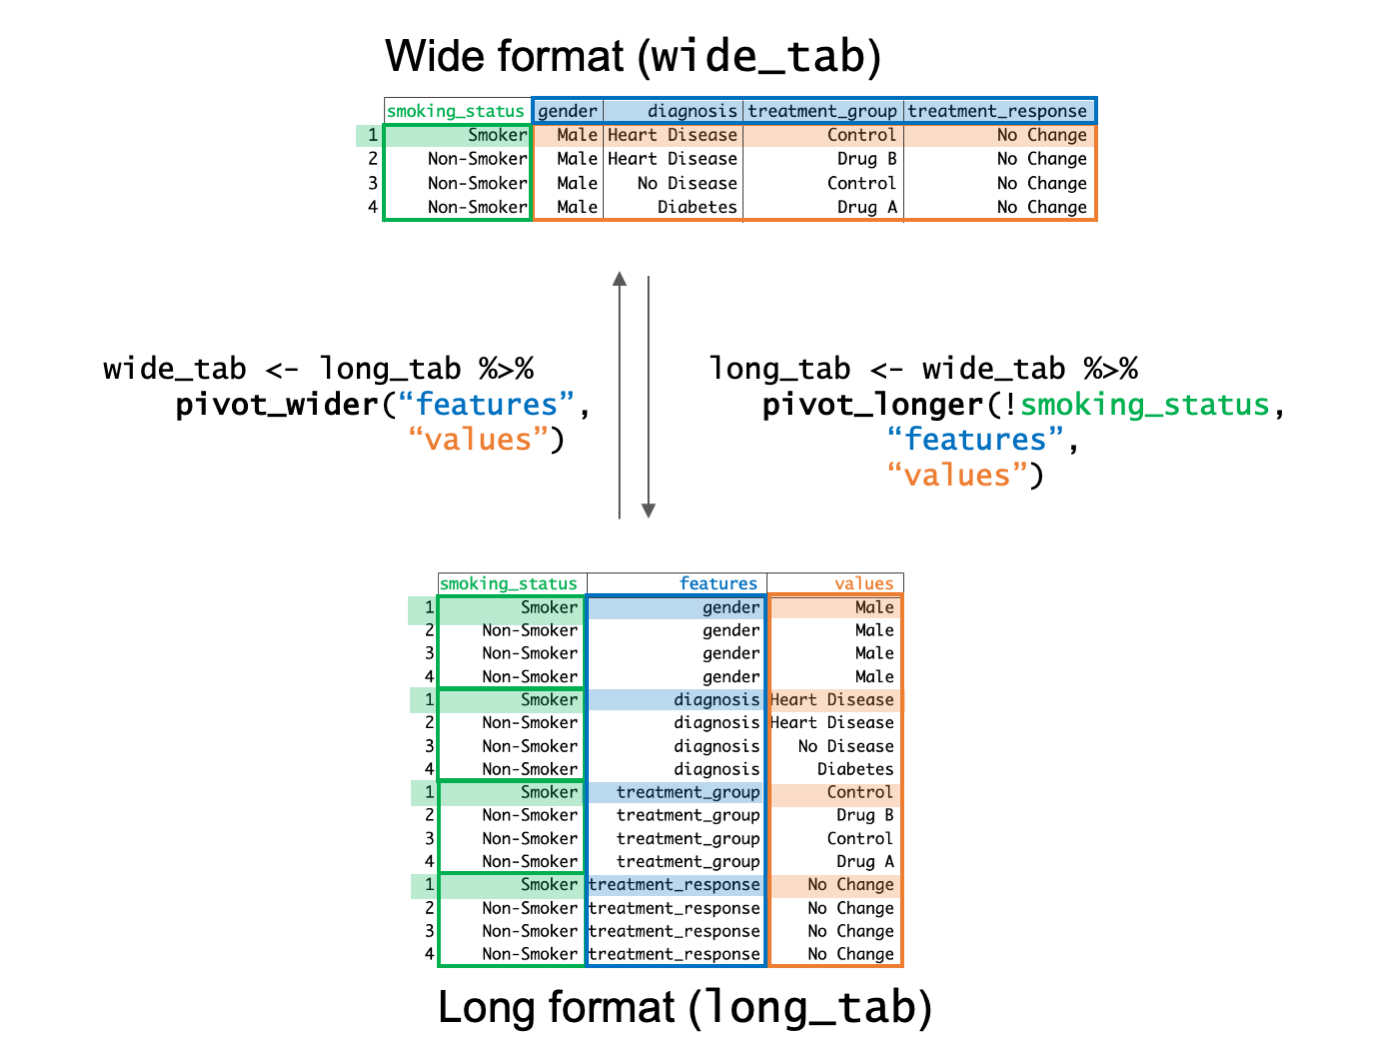 Wide format (wide_tab)
smoking_status gender diagnosis treatment_group treatment_response
1 Smoker Male Heart Disease Control No Change
2 Non-Smoker Male Heart Disease Drug B No Change
3 Non-Smoker Male No Disease Control No Change
4 Non-Smoker Male Diabetes Drug A No Change
wide_tab <- long_tab %>%
pivot_wider(“features”,
“values”)
long_tab <- wide_tab %>%
pivot_longer(!smoking_status,
“features”,
“values”)
smoking_status features values
1 Smoker gender Male
2 Non-Smoker gender Male
3 Non-Smoker gender Male
4 Non-Smoker gender Male
1 Smoker diagnosis Heart Disease
2 Non-Smoker diagnosis Heart Disease
3 Non-Smoker diagnosis No Disease
4 Non-Smoker diagnosis Diabetes
1 Smoker treatment_group Control
2 Non-Smoker treatment_group Drug B
3 Non-Smoker treatment_group Control
4 Non-Smoker treatment_group Drug A
1 Smoker treatment_response No Change
2 Non-Smoker treatment_response No Change
3 Non-Smoker treatment_response No Change
4 Non-Smoker treatment_response No Change
Long format (long_tab)